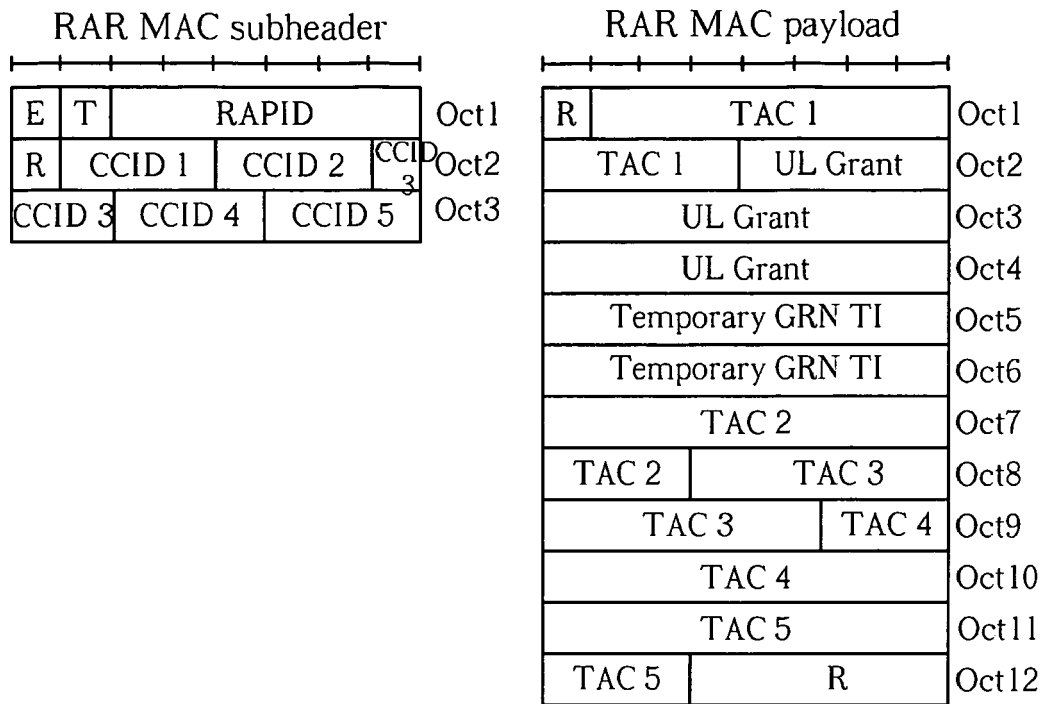 RAR MAC subheader
E T RAPID Oct1
R CCID 1 CCID 2 CCID 3 Oct2
CCID 3 CCID 4 CCID 5 Oct3
RAR MAC payload
R TAC 1 Oct1
TAC 1 UL Grant Oct2
UL Grant Oct3
UL Grant Oct4
Temporary GRN TI Oct5
Temporary GRN TI Oct6
TAC 2 Oct7
TAC 2 TAC 3 Oct8
TAC 3 TAC 4 Oct9
TAC 4 Oct10
TAC 5 Oct11
TAC 5 R Oct12